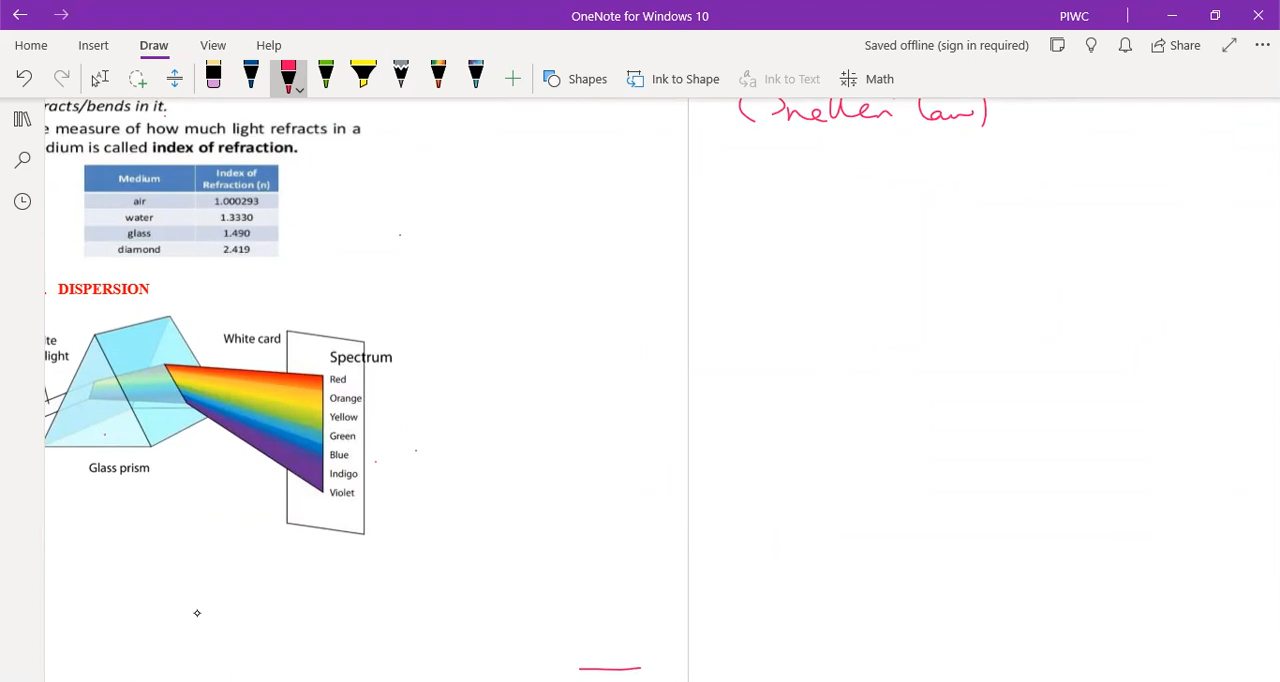 OneNote for Windows 10
PIWC
Home Insert Draw View Help
Saved offline (sign in required)
Share
Shapes
Ink to Shape
Ink to Text
Math
racts/bends in it.
e measure of how much light refracts in a
dium is called index of refraction.
Medium Index of Refraction (n)
air 1.000293
water 1.3330
glass 1.490
diamond 2.419
. DISPERSION
ite
light
White card
Spectrum
Red
Orange
Yellow
Green
Blue
Indigo
Violet
Glass prism
law)